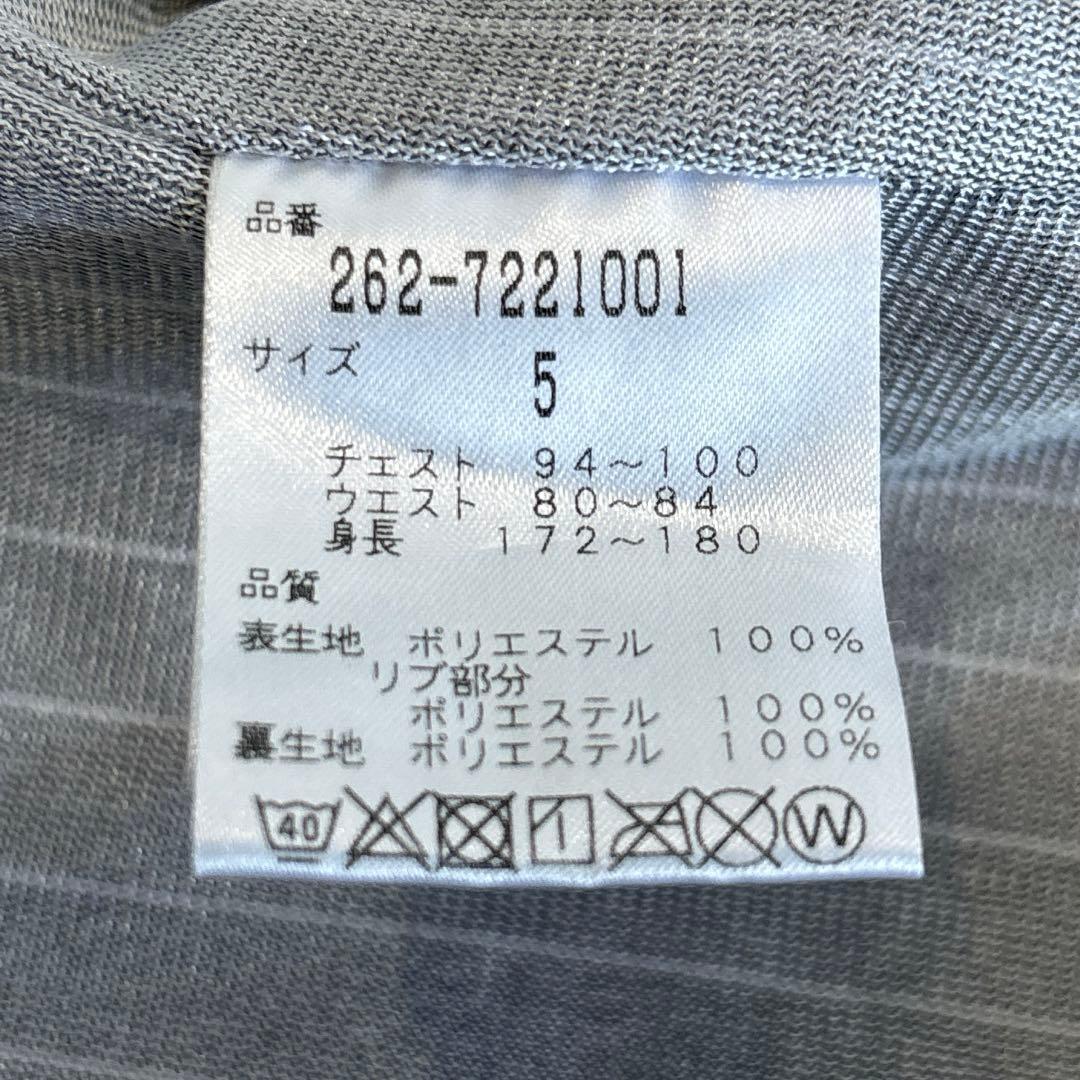 品番
262-7221001
サイズ 5
チェスト 94~100
ウエスト 80~84
身長 172~180
品質
表生地 ポリエステル 100%
リブ部分
ポリエステル 100%
裏生地 ポリエステル 100%
40 W